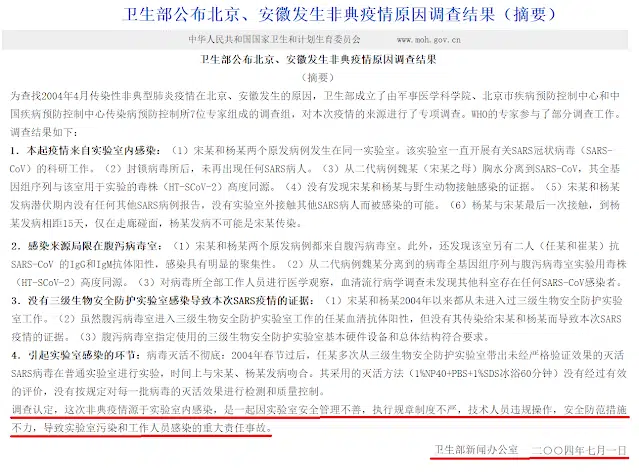 卫生部公布北京、安徽发生非典疫情原因调查结果（摘要）
中华人民共和国国家卫生和计划生育委员会 www.moh.gov.cn
卫生部公布北京、安徽发生非典疫情原因调查结果
（摘要）
为查找2004年4月传染性非典型肺炎疫情在北京、安徽发生的原因，卫生部成立了由军事医学科学院、北京市疾病预防控制中心和中
国疾病预防控制中心传染病预防控制所7位专家组成的调查组，对本次疫情的来源进行了专项调查。WHO的专家参与了部分调查工作。
调查结果如下：
1．本起疫情来自实验室内感染：（1）宋某和杨某两个原发病例发生在同一实验室。该实验室一直开展有关SARS冠状病毒（SARS-
CoV）的科研工作。（2）封锁病毒所后，未再出现任何SARS病人。（3）从二代病例魏某（宋某之母）胸水分离到SARS-CoV，其全基
因组序列与该室用于实验的毒株（HT-SCoV-2）高度同源。（4）没有发现宋某和杨某与野生动物接触感染的证据。（5）宋某和杨某
发病潜伏期内没有任何其他SARS病例报告，没有实验室外接触其他SARS病人而被感染的可能。（6）杨某与宋某最后一次接触，到杨
某发病相距15天，仅在走廊碰面，杨某发病不可能是宋某传染。
2．感染来源局限在腹泻病毒室：（1）宋某和杨某两个原发病例都来自腹泻病毒室。此外，还发现该室另有二人（任某和崔某）抗
SARS-CoV 的IgG和IgM抗体阳性，感染具有明显的聚集性。（2）从二代病例魏某分离到的病毒全基因组序列与腹泻病毒室实验用毒株
（HT-SCoV-2）高度同源。（3）对病毒所全部工作人员进行医学观察，血清流行病学调查未发现其他科室存在任何SARS-CoV感染者。
3．没有三级生物安全防护实验室感染导致本次SARS疫情的证据：（1）宋某和杨某2004年以来都从未进入过三级生物安全防护实验
室工作。（2）虽然腹泻病毒室进入三级生物安全防护实验室工作的任某血清抗体阳性，但没有其传染给宋某和杨某而导致本次SARS
疫情的证据。（3）腹泻病毒室指定使用的三级生物安全防护实验室基本硬件设备和总体结构符合要求。
4．引起实验室感染的环节：病毒灭活不彻底：2004年春节过后，任某多次从三级生物安全防护实验室带出未经严格验证效果的灭活
SARS病毒在普通实验室进行实验，时间上与宋某、杨某发病吻合。其采用的灭活方法（1%NP40+PBS+1%SDS冰浴60分钟）没有经过有效
的评价，没有按规定对每一批病毒的灭活效果进行检测和质量控制。
调查认定，这次非典疫情源于实验室内感染，是一起因实验室安全管理不善，执行规章制度不严，技术人员违规操作，安全防范措施
不力，导致实验室污染和工作人员感染的重大责任事故。
卫生部新闻办公室 二〇〇四年七月一日